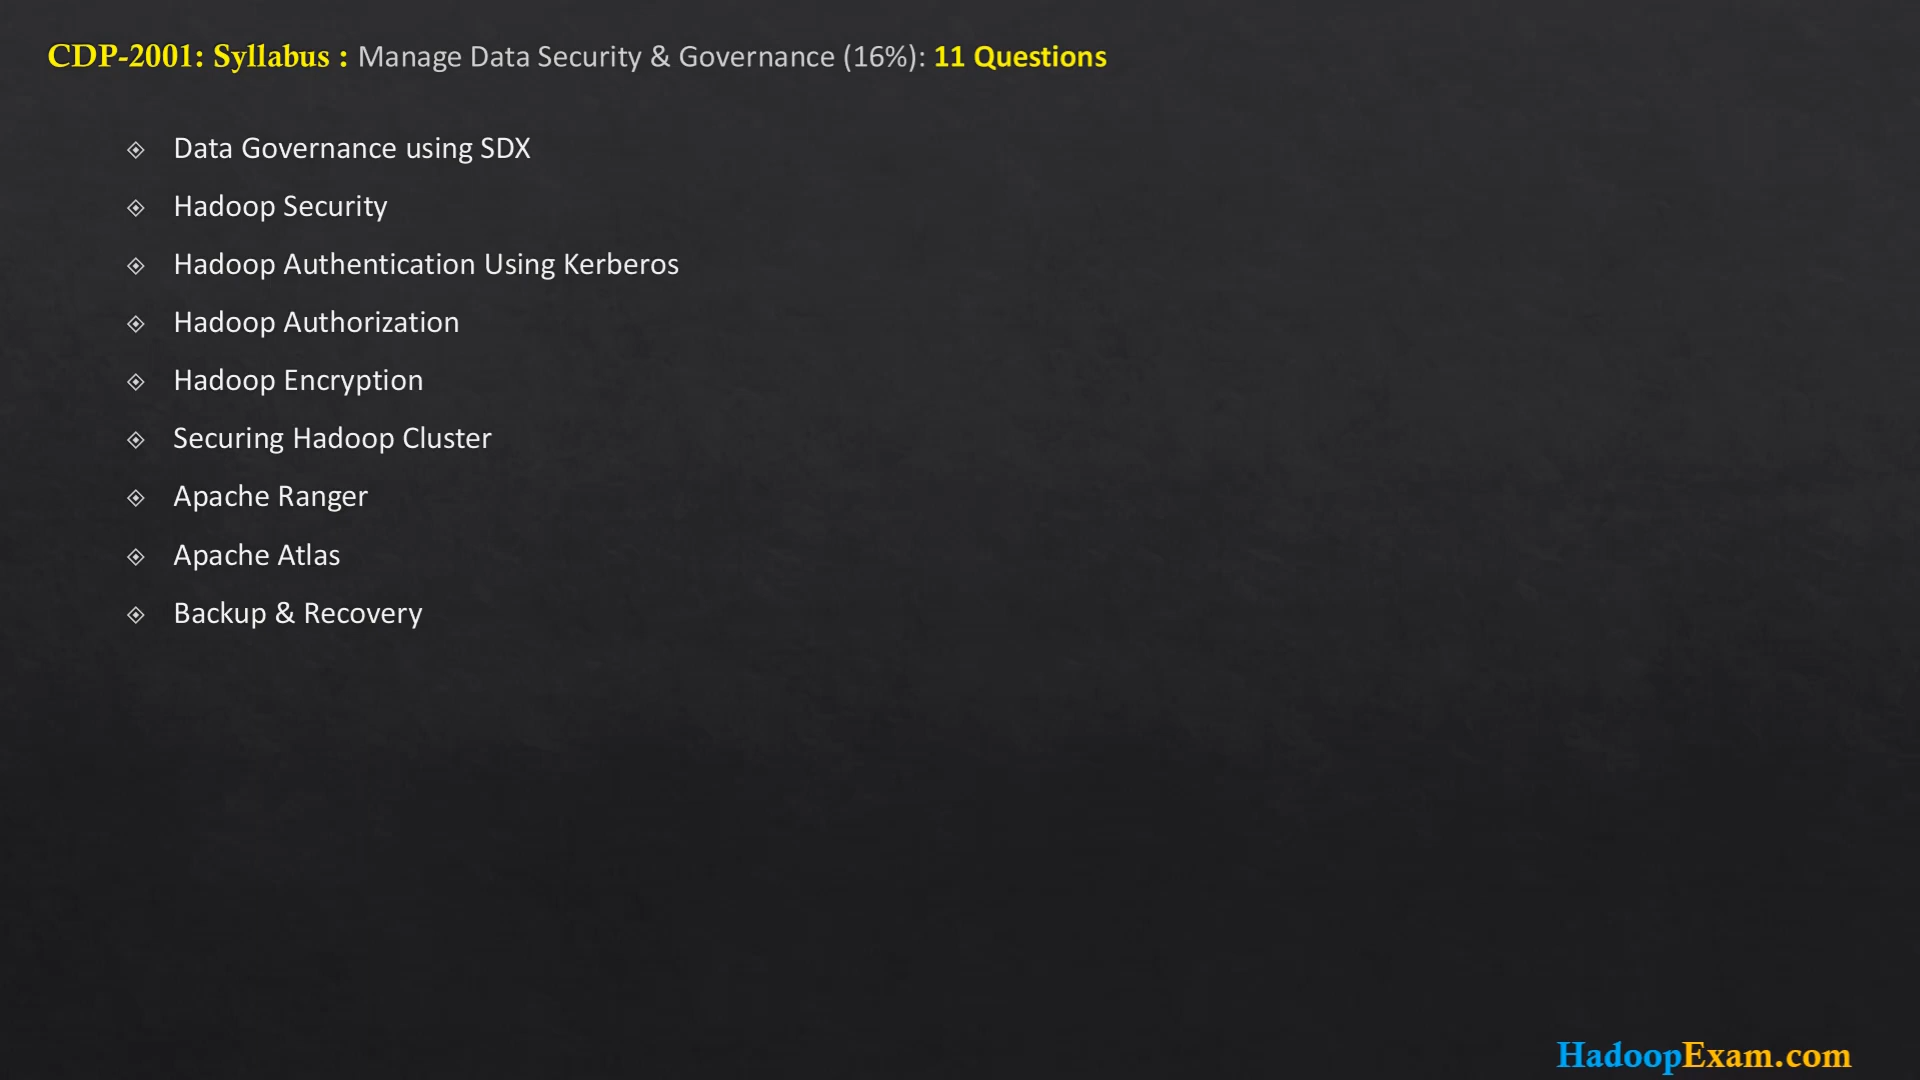 CDP-2001: Syllabus : Manage Data Security & Governance (16%): 11 Questions
Data Governance using SDX
Hadoop Security
Hadoop Authentication Using Kerberos
Hadoop Authorization
Hadoop Encryption
Securing Hadoop Cluster
Apache Ranger
Apache Atlas
Backup & Recovery
HadoopExam.com